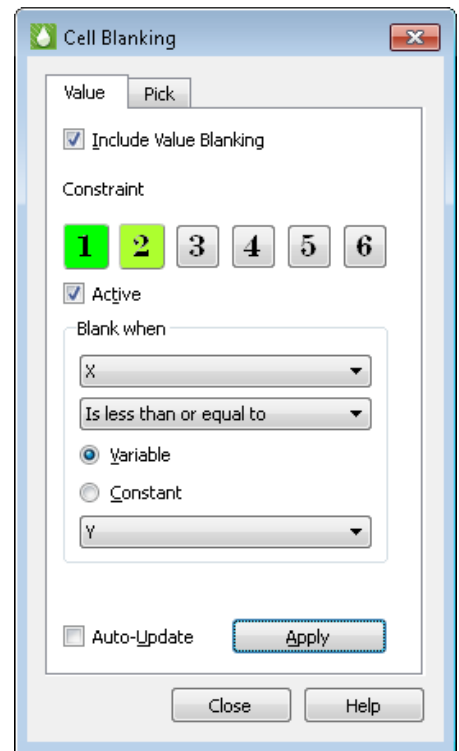 Cell Blanking
Value Pick
Include Value Blanking
Constraint
1 2 3 4 5 6
Active
Blank when
X
Is less than or equal to
Variable
Constant
Y
Auto-Update Apply
Close Help